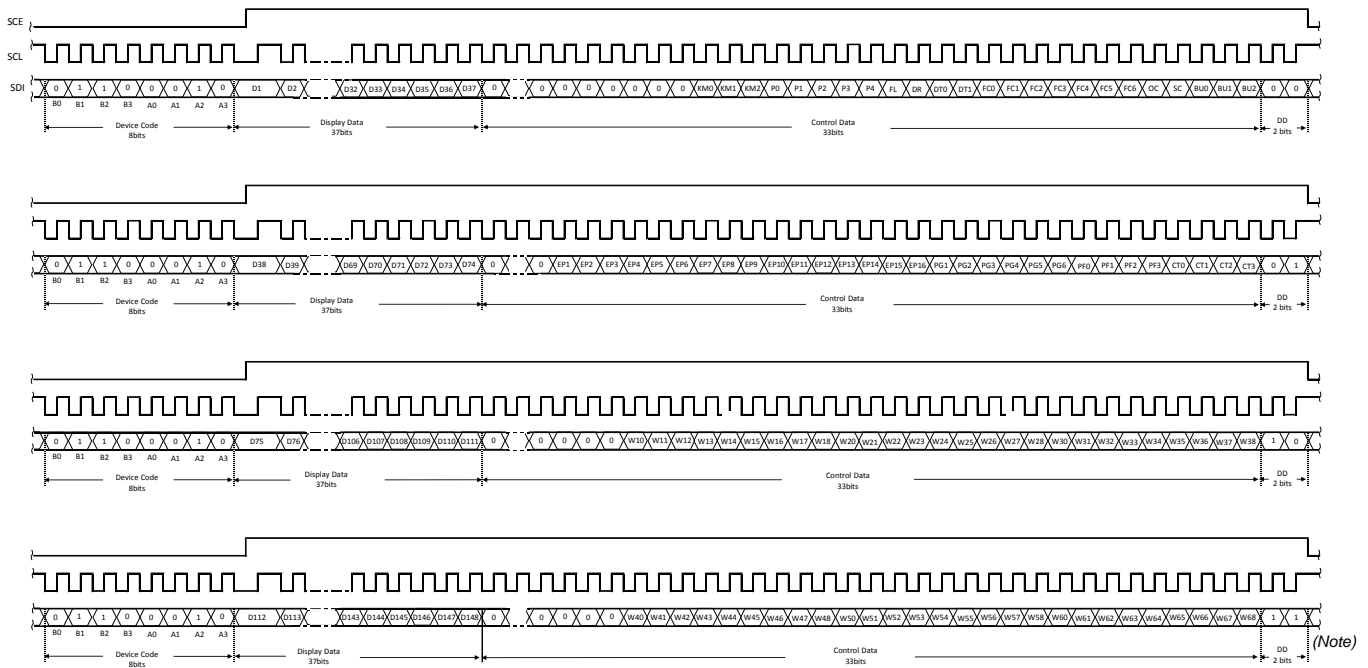 SCE
SCL
SDI 0 1 1 0 0 0 1 0 D1 D2 D32 D33 D34 D35 D36 D37 0 0 0 0 0 0 0 0 KM0 KM1 KM2 P0 P1 P2 P3 P4 FL DR DT0 DT1 FC0 FC1 FC2 FC3 FC4 FC5 FC6 OC SC BU0 BU1 BU2 0 0
B0 B1 B2 B3 A0 A1 A2 A3
Device Code Display Data Control Data DD
8bits 37bits 33bits 2 bits
0 1 1 0 0 0 1 0 D38 D39 D69 D70 D71 D72 D73 D74 0 0 EP1 EP2 EP3 EP4 EP5 EP6 EP7 EP8 EP9 EP10 EP11 EP12 EP13 EP14 EP15 EP16 PG1 PG2 PG3 PG4 PG5 PG6 PF0 PF1 PF2 PF3 CT0 CT1 CT2 CT3 0 1
B0 B1 B2 B3 A0 A1 A2 A3
Device Code Display Data Control Data DD
8bits 37bits 33bits 2 bits
0 1 1 0 0 0 1 0 D75 D76 D106 D107 D108 D109 D110 D111 0 0 0 0 0 W10 W11 W12 W13 W14 W15 W16 W17 W18 W20 W21 W22 W23 W24 W25 W26 W27 W28 W30 W31 W32 W33 W34 W35 W36 W37 W38 1 0
B0 B1 B2 B3 A0 A1 A2 A3
Device Code Display Data Control Data DD
8bits 37bits 33bits 2 bits
0 1 1 0 0 0 1 0 D112 D113 D143 D144 D145 D146 D147 D148 0 0 0 0 0 W40 W41 W42 W43 W44 W45 W46 W47 W48 W50 W51 W52 W53 W54 W55 W56 W57 W58 W60 W61 W62 W63 W64 W65 W66 W67 W68 1 1 (Note)
B0 B1 B2 B3 A0 A1 A2 A3
Device Code Display Data Control Data DD
8bits 37bits 33bits 2 bits